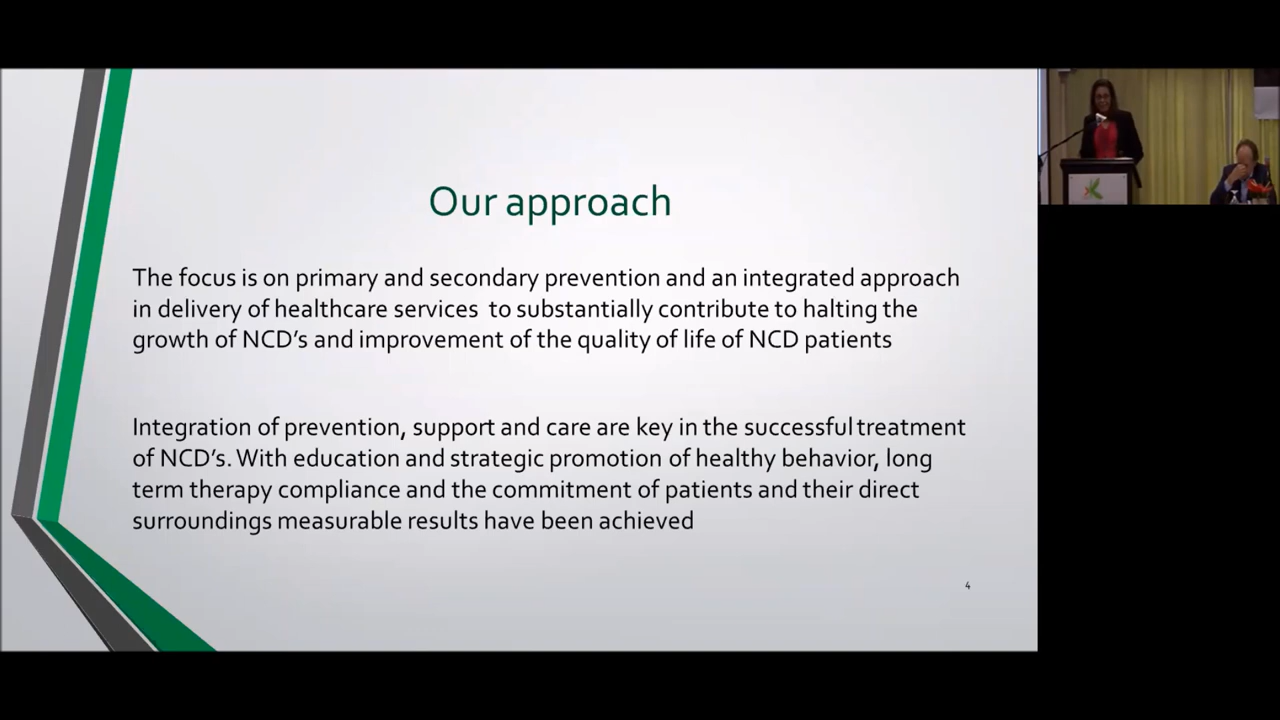 Our approach
The focus is on primary and secondary prevention and an integrated approach
in delivery of healthcare services to substantially contribute to halting the
growth of NCD’s and improvement of the quality of life of NCD patients
Integration of prevention, support and care are key in the successful treatment
of NCD’s. With education and strategic promotion of healthy behavior, long
term therapy compliance and the commitment of patients and their direct
surroundings measurable results have been achieved
4